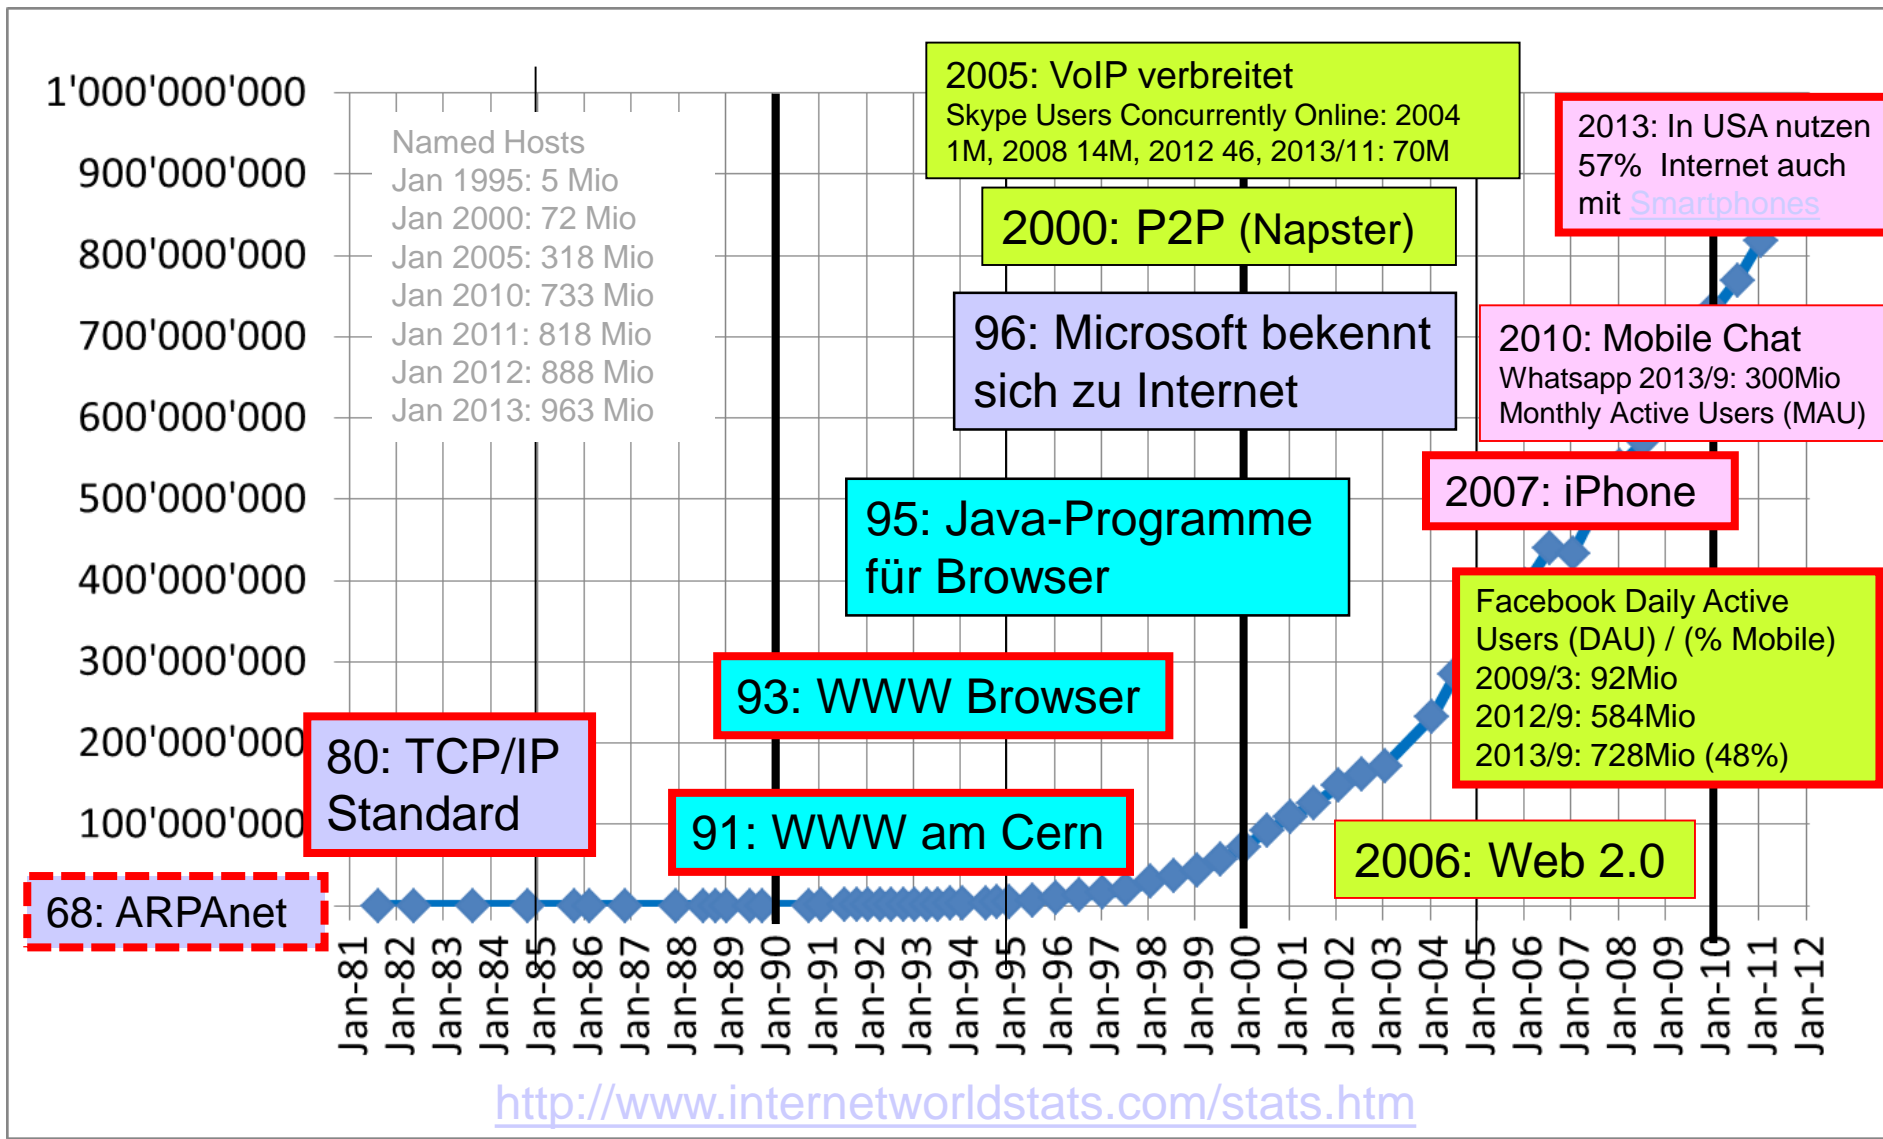 1'000'000'000
900'000'000
800'000'000
700'000'000
600'000'000
500'000'000
400'000'000
300'000'000
200'000'000
100'000'000
Named Hosts
Jan 1995: 5 Mio
Jan 2000: 72 Mio
Jan 2005: 318 Mio
Jan 2010: 733 Mio
Jan 2011: 818 Mio
Jan 2012: 888 Mio
Jan 2013: 963 Mio
2005: VoIP verbreitet
Skype Users Concurrently Online: 2004
1M, 2008 14M, 2012 46, 2013/11: 70M
2013: In USA nutzen
57% Internet auch
mit Smartphones
2000: P2P (Napster)
96: Microsoft bekennt
sich zu Internet
2010: Mobile Chat
Whatsapp 2013/9: 300Mio
Monthly Active Users (MAU)
2007: iPhone
95: Java-Programme
für Browser
Facebook Daily Active
Users (DAU) / (% Mobile)
2009/3: 92Mio
2012/9: 584Mio
2013/9: 728Mio (48%)
93: WWW Browser
80: TCP/IP
Standard
91: WWW am Cern
2006: Web 2.0
68: ARPAnet
Jan-81
Jan-82
Jan-83
Jan-84
Jan-85
Jan-86
Jan-87
Jan-88
Jan-89
Jan-90
Jan-91
Jan-92
Jan-93
Jan-94
Jan-95
Jan-96
Jan-97
Jan-98
Jan-99
Jan-00
Jan-01
Jan-02
Jan-03
Jan-04
Jan-05
Jan-06
Jan-07
Jan-08
Jan-09
Jan-10
Jan-11
Jan-12
http://www.internetworldstats.com/stats.htm